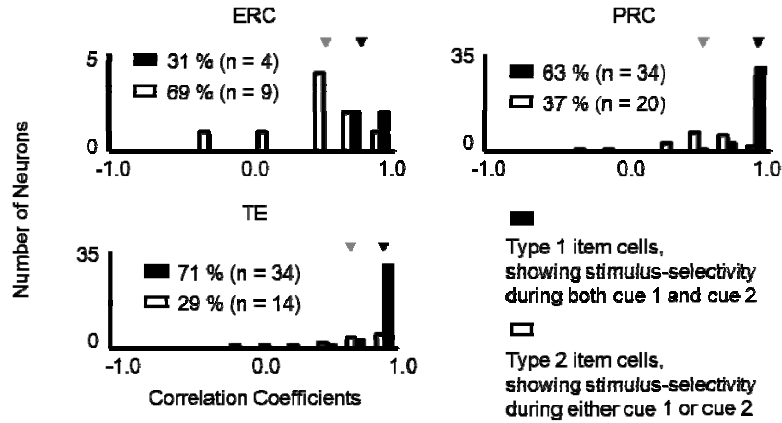 ERC
5
31 % (n = 4)
69 % (n = 9)
0
-1.0 0.0 1.0
PRC
35
63 % (n = 34)
37 % (n = 20)
0
-1.0 0.0 1.0
Number of Neurons
TE
35
71 % (n = 34)
29 % (n = 14)
0
-1.0 0.0 1.0
Correlation Coefficients
Type 1 item cells,
showing stimulus-selectivity
during both cue 1 and cue 2
Type 2 item cells,
showing stimulus-selectivity
during either cue 1 or cue 2